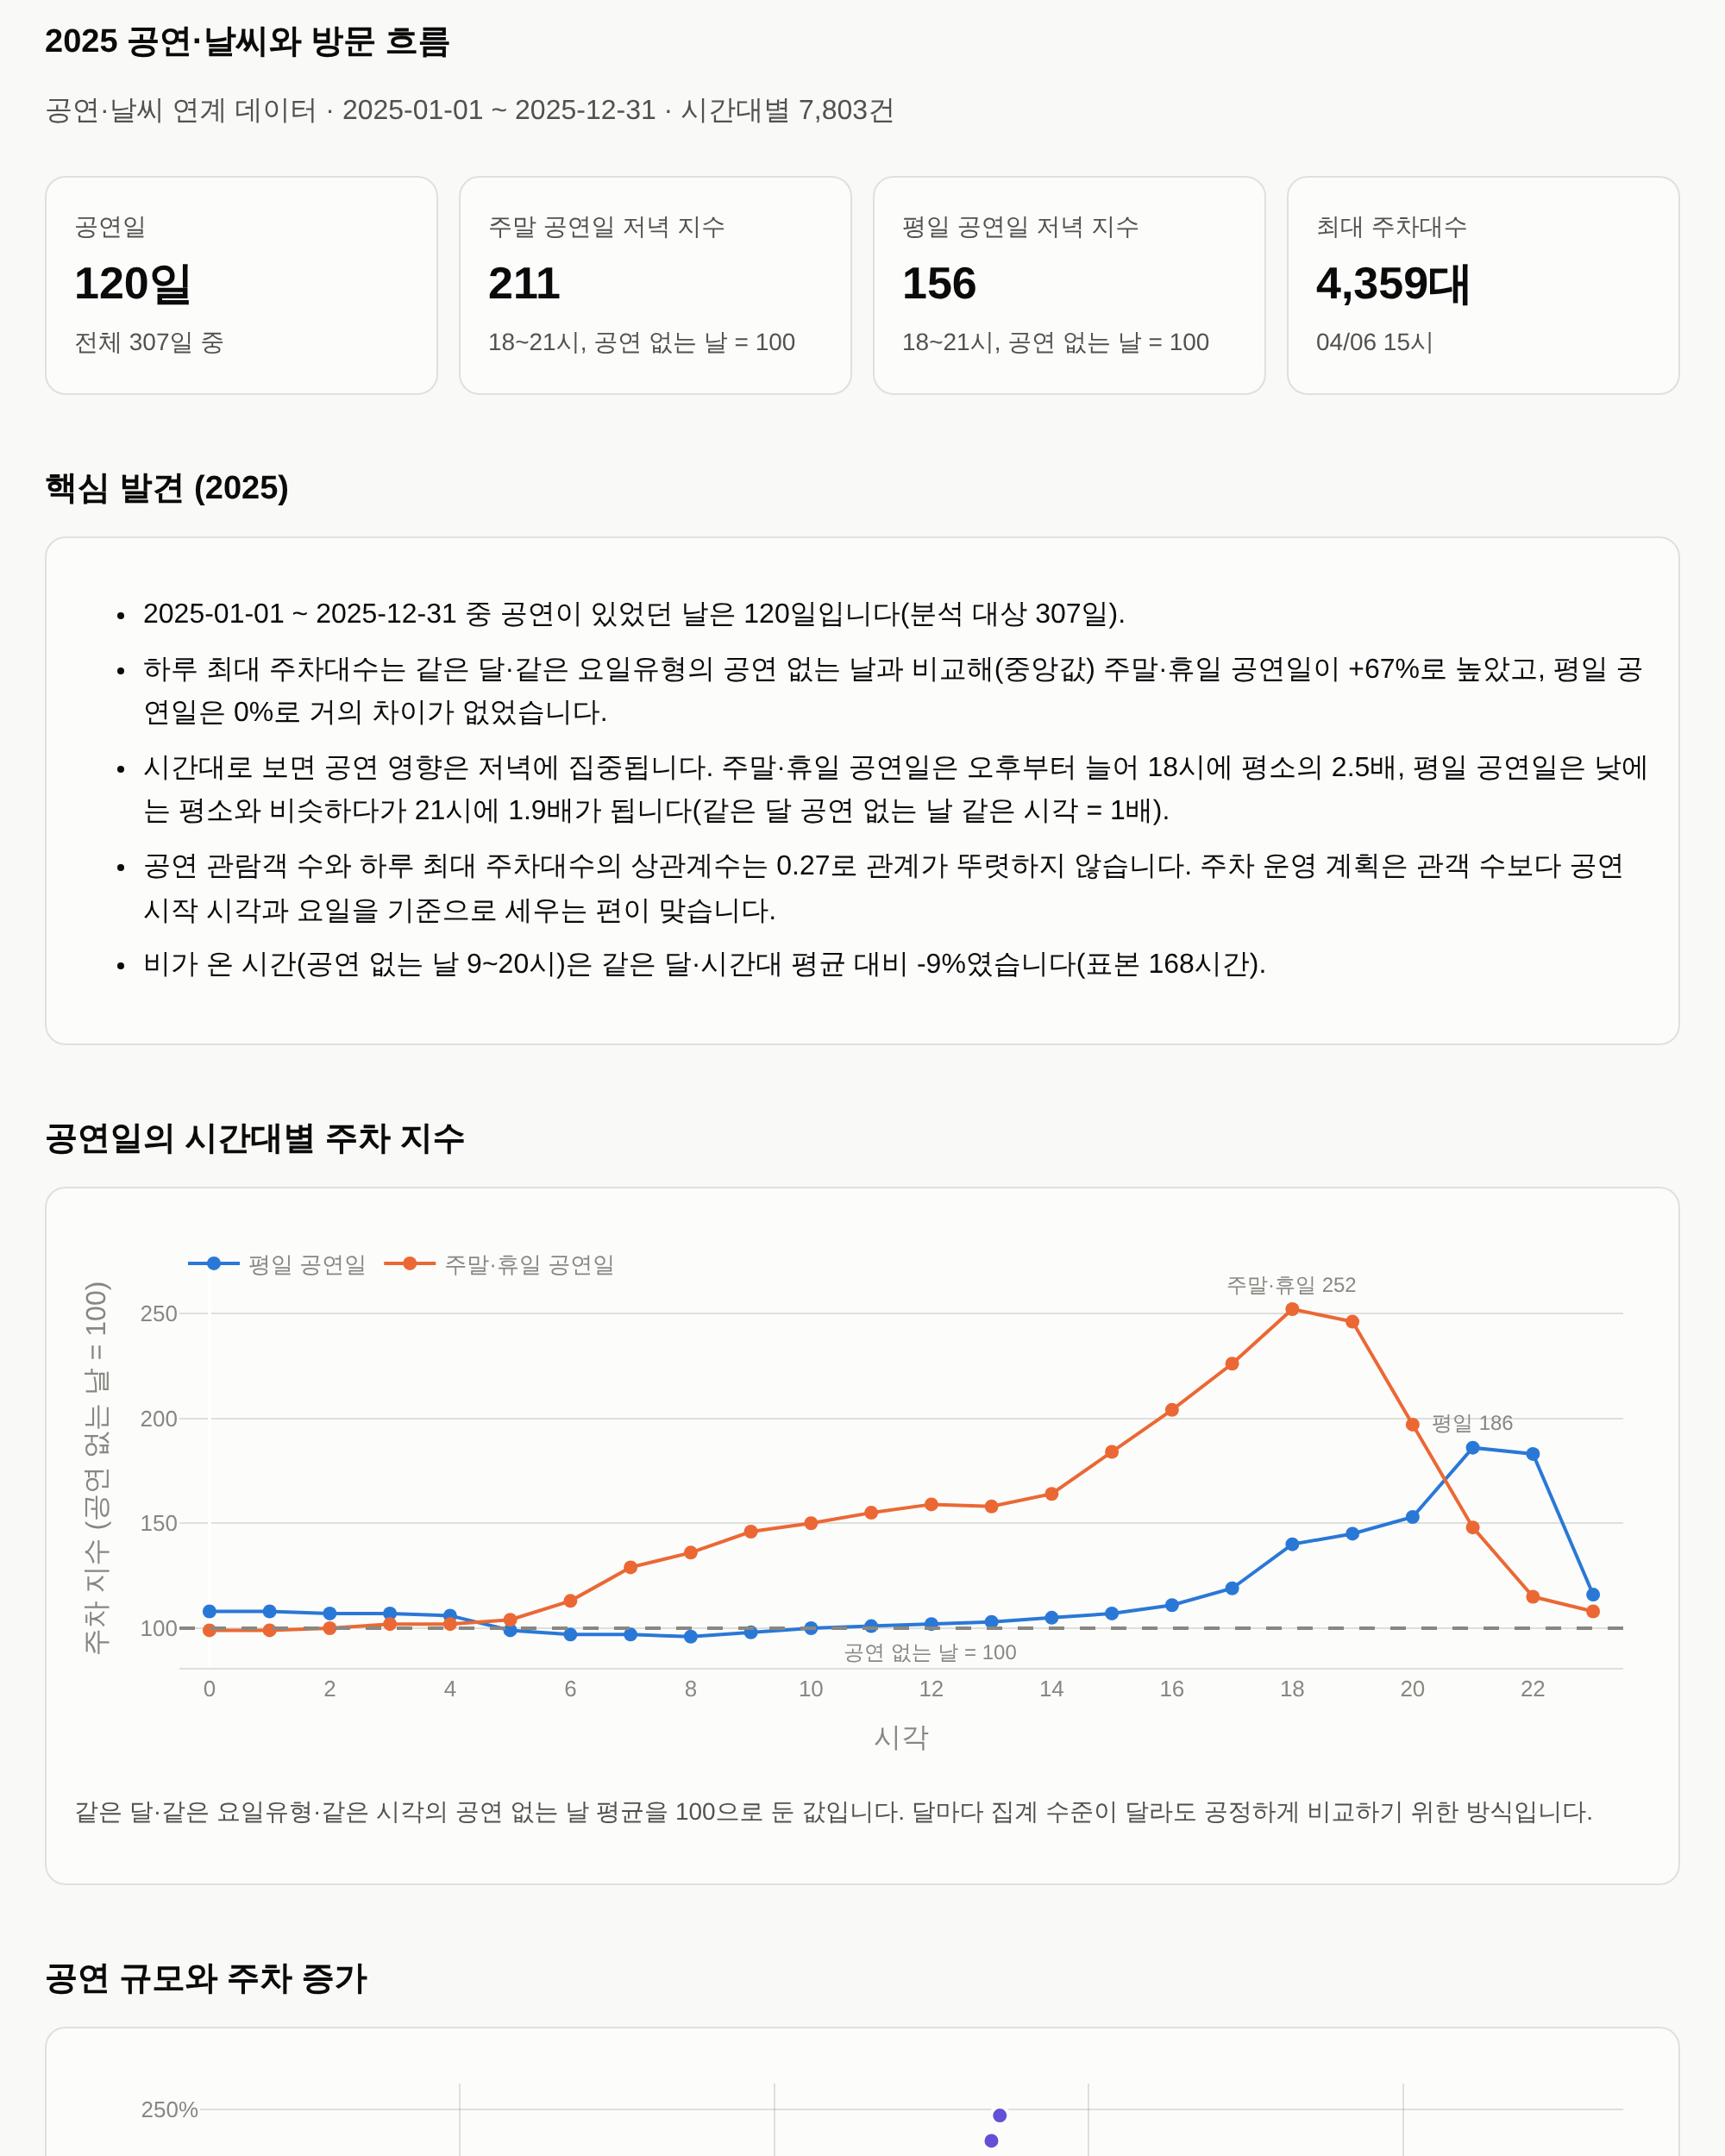 2025 공연·날씨와 방문 흐름
공연·날씨 연계 데이터 · 2025-01-01 ~ 2025-12-31 · 시간대별 7,803건
공연일
120일
전체 307일 중
주말 공연일 저녁 지수
211
18~21시, 공연 없는 날 = 100
평일 공연일 저녁 지수
156
18~21시, 공연 없는 날 = 100
최대 주차대수
4,359대
04/06 15시
핵심 발견 (2025)
• 2025-01-01 ~ 2025-12-31 중 공연이 있었던 날은 120일입니다(분석 대상 307일).
• 하루 최대 주차대수는 같은 달·같은 요일유형의 공연 없는 날과 비교해(중앙값) 주말·휴일 공연일이 +67%로 높았고, 평일 공
연일은 0%로 거의 차이가 없었습니다.
• 시간대로 보면 공연 영향은 저녁에 집중됩니다. 주말·휴일 공연일은 오후부터 늘어 18시에 평소의 2.5배, 평일 공연일은 낮에
는 평소와 비슷하다가 21시에 1.9배가 됩니다(같은 달 공연 없는 날 같은 시각 = 1배).
• 공연 관람객 수와 하루 최대 주차대수의 상관계수는 0.27로 관계가 뚜렷하지 않습니다. 주차 운영 계획은 관객 수보다 공연
시작 시각과 요일을 기준으로 세우는 편이 맞습니다.
• 비가 온 시간(공연 없는 날 9~20시)은 같은 달·시간대 평균 대비 -9%였습니다(표본 168시간).
공연일의 시간대별 주차 지수
평일 공연일 주말·휴일 공연일
주차 지수 (공연 없는 날 = 100)
주말·휴일 252
250
200
평일 186
150
100
공연 없는 날 = 100
0 2 4 6 8 10 12 14 16 18 20 22
시각
같은 달·같은 요일유형·같은 시각의 공연 없는 날 평균을 100으로 둔 값입니다. 달마다 집계 수준이 달라도 공정하게 비교하기 위한 방식입니다.
공연 규모와 주차 증가
250%